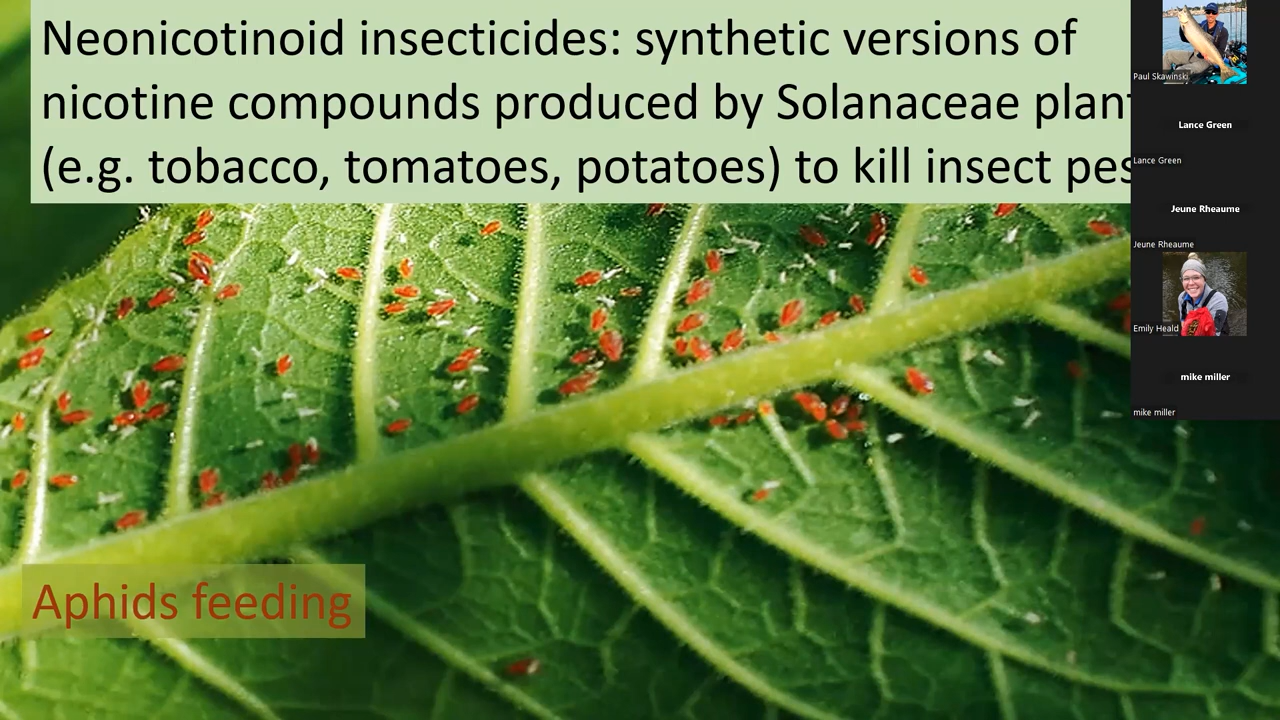 Neonicotinoid insecticides: synthetic versions of
nicotine compounds produced by Solanaceae plant
(e.g. tobacco, tomatoes, potatoes) to kill insect pes
Aphids feeding
Paul Skawinski
Lance Green
Lance Green
Jeune Rheaume
Jeune Rheaume
Emily Heald
mike miller
mike miller